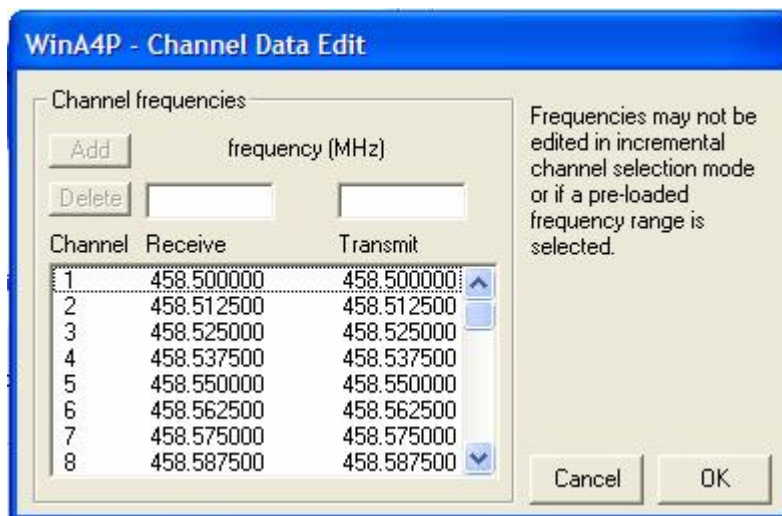 WinA4P - Channel Data Edit
Channel frequencies
Add
frequency (MHz)
Delete
Channel Receive Transmit
1 458.500000 458.500000
2 458.512500 458.512500
3 458.525000 458.525000
4 458.537500 458.537500
5 458.550000 458.550000
6 458.562500 458.562500
7 458.575000 458.575000
8 458.587500 458.587500
Frequencies may not be
edited in incremental
channel selection mode
or if a pre-loaded
frequency range is
selected.
Cancel
OK